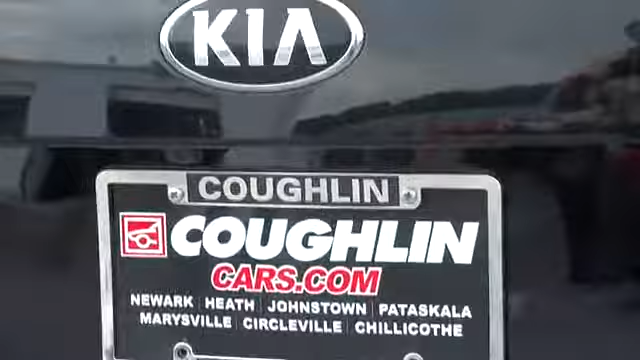 KIA
COUGHLIN
COUGHLIN
CARS.COM
NEWARK HEATH JOHNSTOWN PATASKALA
MARYSVILLE CIRCLEVILLE CHILLICOTHE